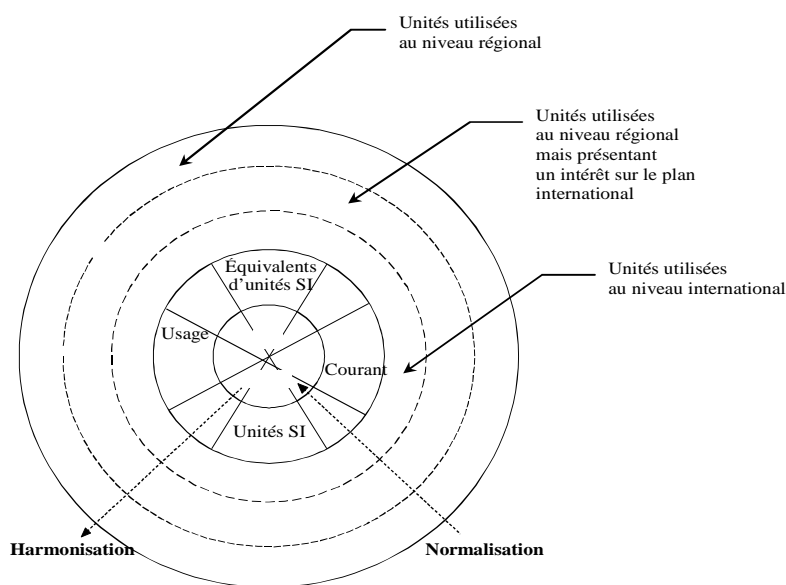 Unités utilisées
au niveau régional
Unités utilisées
au niveau régional
mais présentant
un intérêt sur le plan
international
Unités utilisées
au niveau international
Équivalents
d'unités SI
Usage
Courant
Unités SI
Harmonisation
Normalisation